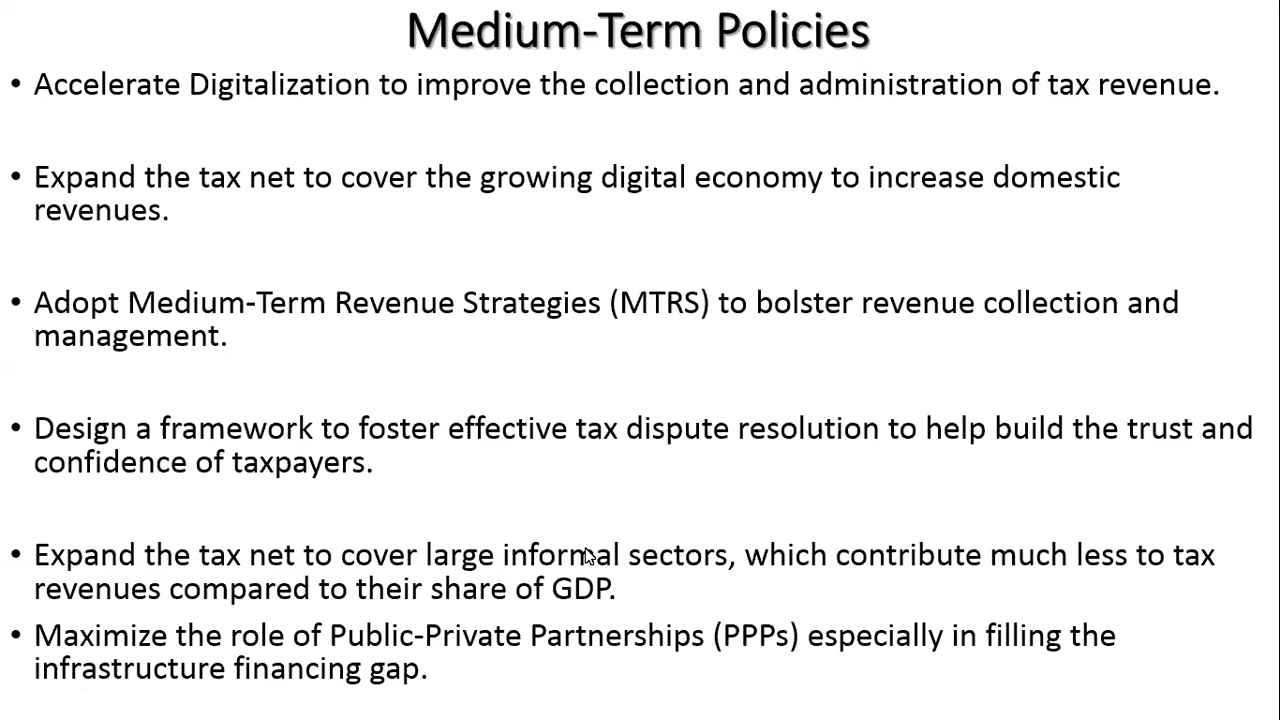 Medium-Term Policies
• Accelerate Digitalization to improve the collection and administration of tax revenue.
• Expand the tax net to cover the growing digital economy to increase domestic
revenues.
• Adopt Medium-Term Revenue Strategies (MTRS) to bolster revenue collection and
management.
• Design a framework to foster effective tax dispute resolution to help build the trust and
confidence of taxpayers.
• Expand the tax net to cover large informal sectors, which contribute much less to tax
revenues compared to their share of GDP.
• Maximize the role of Public-Private Partnerships (PPPs) especially in filling the
infrastructure financing gap.